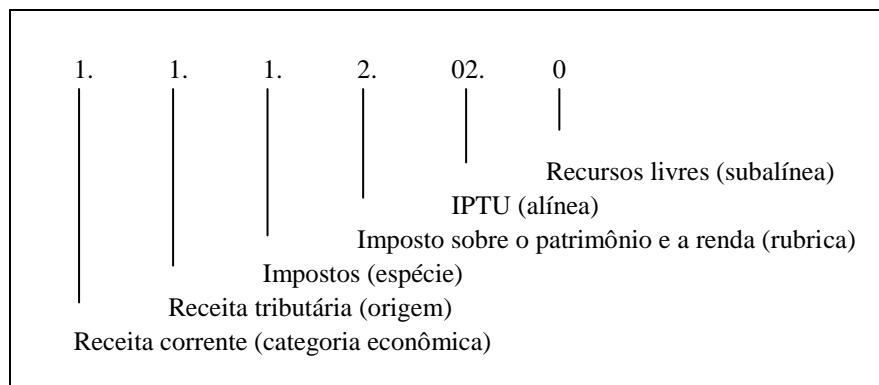 1. 1. 1. 2. 02. 0
Recursos livres (subalínea)
IPTU (alínea)
Imposto sobre o patrimônio e a renda (rubrica)
Impostos (espécie)
Receita tributária (origem)
Receita corrente (categoria econômica)